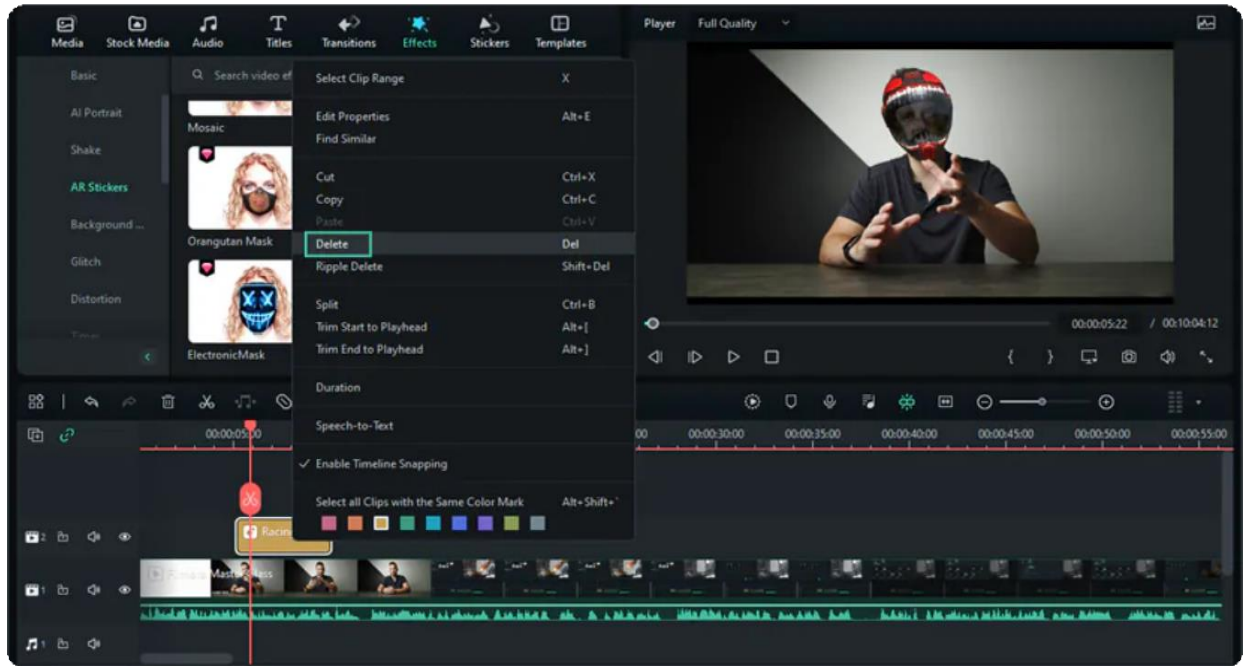 Media Stock Media Audio Titles Transitions Effects Stickers Templates
Player Full Quality
Basic
AI Portrait
Shake
AR Stickers
Background ...
Glitch
Distortion
Search video ef
Mosaic
Orangutan Mask
ElectronicMask
Select Clip Range X
Edit Properties Alt+E
Find Similar
Cut Ctrl+X
Copy Ctrl+C
Paste Ctrl+V
Delete Del
Ripple Delete Shift+Del
Split Ctrl+B
Trim Start to Playhead Alt+[
Trim End to Playhead Alt+]
Duration
Speech-to-Text
Enable Timeline Snapping
Select all Clips with the Same Color Mark Alt+Shift+`
00:00:05:22 / 00:10:04:12
00:00:05:00 00 00:00:30:00 00:00:35:00 00:00:40:00 00:00:45:00 00:00:50:00 00:00:55:00
2
Racin
1
1